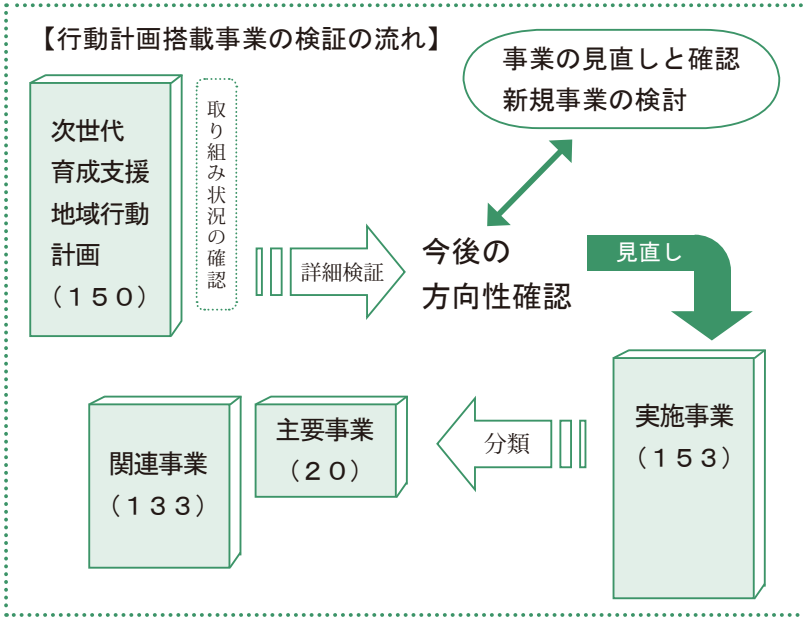 【行動計画搭載事業の検証の流れ】
事業の見直しと確認
新規事業の検討
次世代
育成支援
地域行動
計画
（１５０）
取り組み状況の確認
詳細検証
今後の
方向性確認
見直し
実施事業
（１５３）
分類
主要事業
（２０）
関連事業
（１３３）